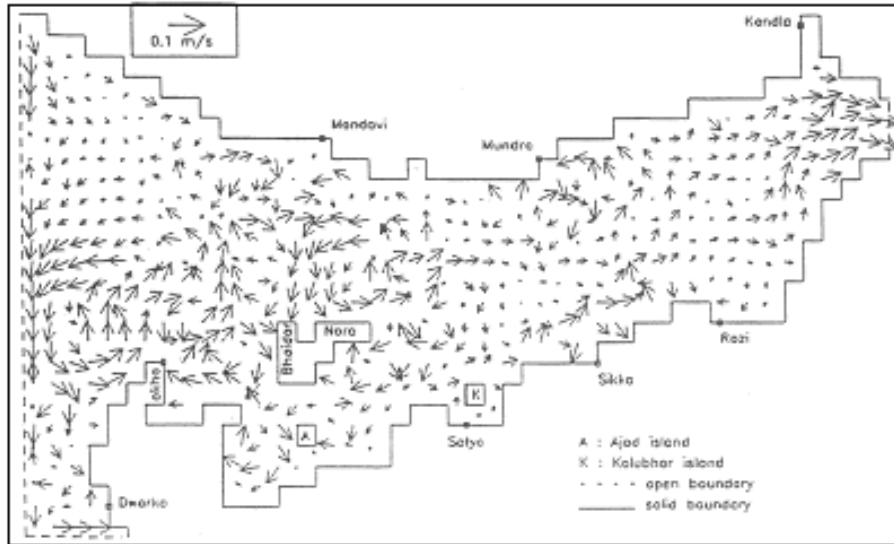 Kandla
0.1 m/s
Mandavi
Mundra
Bhaidar
Nora
Okha
Rozi
Sikka
K
Salya
A
A : Ajad island
K : Kalubhar island
- - - - open boundary
solid boundary
Dwarka